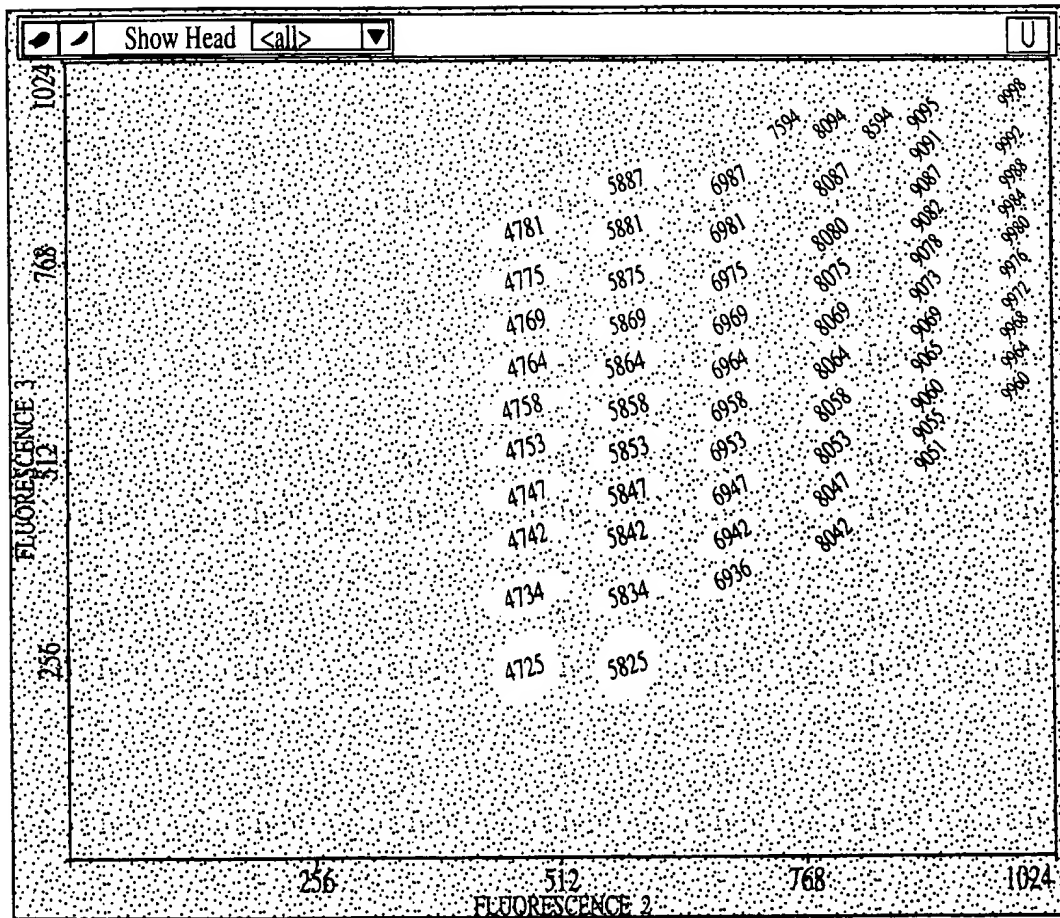 Show Head <all>
U
1024
768
512
256
FLUORESCENCE 3
7594 8094 8594 9095 9998
9091 9992
5887 6987 8087 9087 9988
4781 5881 6981 8080 9082 9984
9078 9980
4775 5875 6975 8075 9073 9976
4769 5869 6969 8069 9069 9972
9968
4764 5864 6964 8064 9065 9964
4758 5858 6958 8058 9060 9960
4753 5853 6953 8053 9055
9051
4747 5847 6947 8047
4742 5842 6942 8042
4734 5834 6936
4725 5825
256 512 768 1024
FLUORESCENCE 2